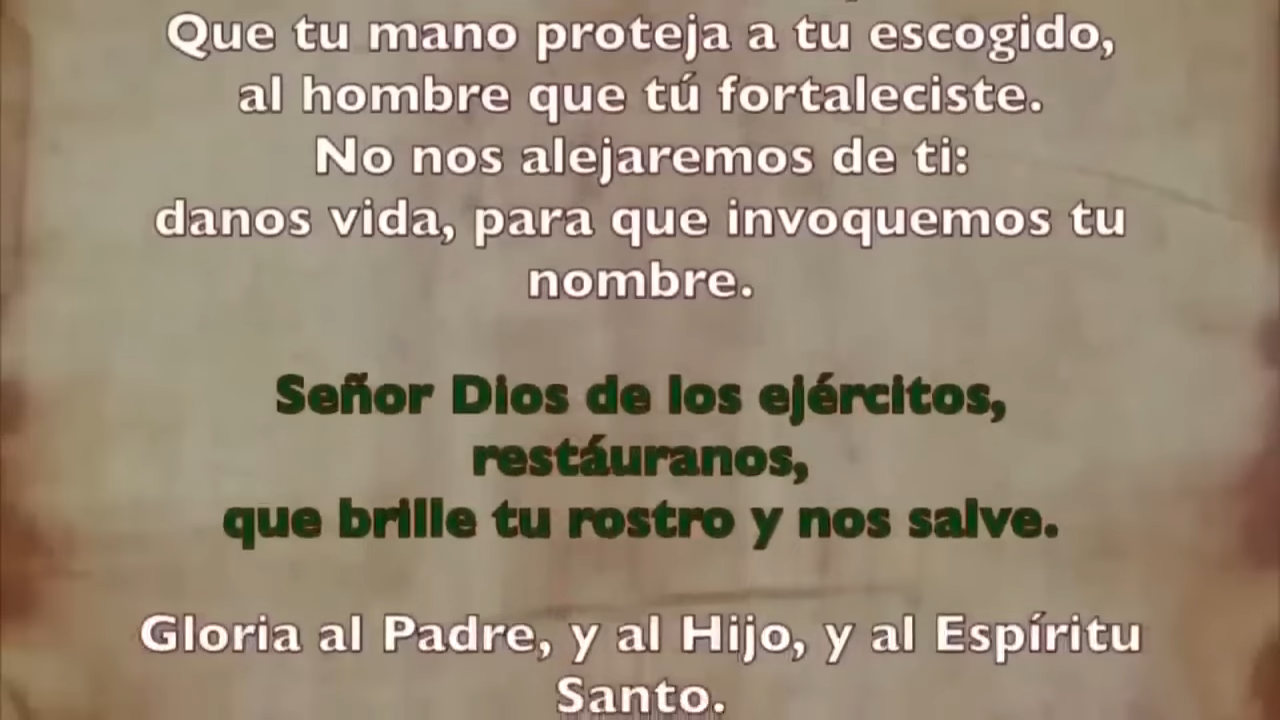 Que tu mano proteja a tu escogido,
al hombre que tú fortaleciste.
No nos alejaremos de ti:
danos vida, para que invoquemos tu
nombre.
Señor Dios de los ejércitos,
restáuranos,
que brille tu rostro y nos salve.
Gloria al Padre, y al Hijo, y al Espíritu
Santo.